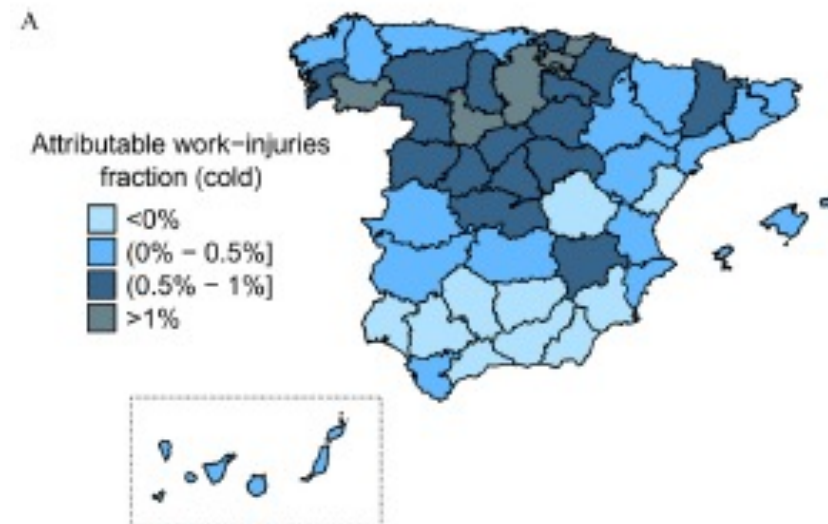 A
Attributable work-injuries
fraction (cold)
<0%
(0% - 0.5%]
(0.5% - 1%]
>1%